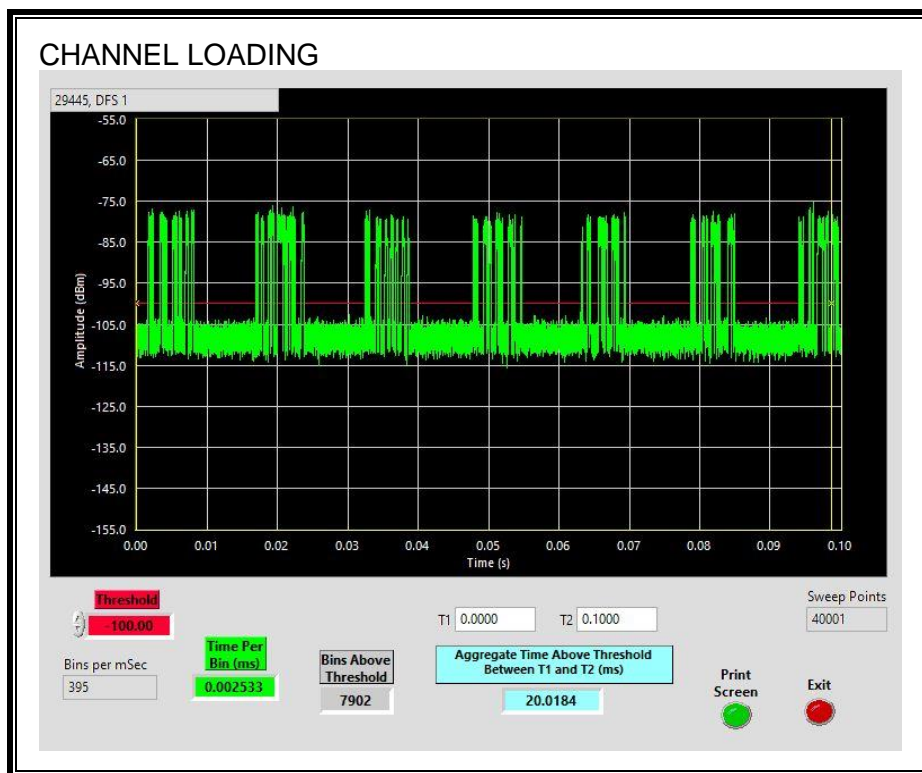 CHANNEL LOADING
29445, DFS 1
-55.0
-65.0
-75.0
-85.0
-95.0
-105.0
-115.0
-125.0
-135.0
-145.0
-155.0
Amplitude (dBm)
0.00 0.01 0.02 0.03 0.04 0.05 0.06 0.07 0.08 0.09 0.10
Time (s)
Threshold
-100.00
T1 0.0000 T2 0.1000
Sweep Points
40001
Bins per mSec
395
Time Per
Bin (ms)
0.002533
Bins Above
Threshold
7902
Aggregate Time Above Threshold
Between T1 and T2 (ms)
20.0184
Print
Screen
Exit